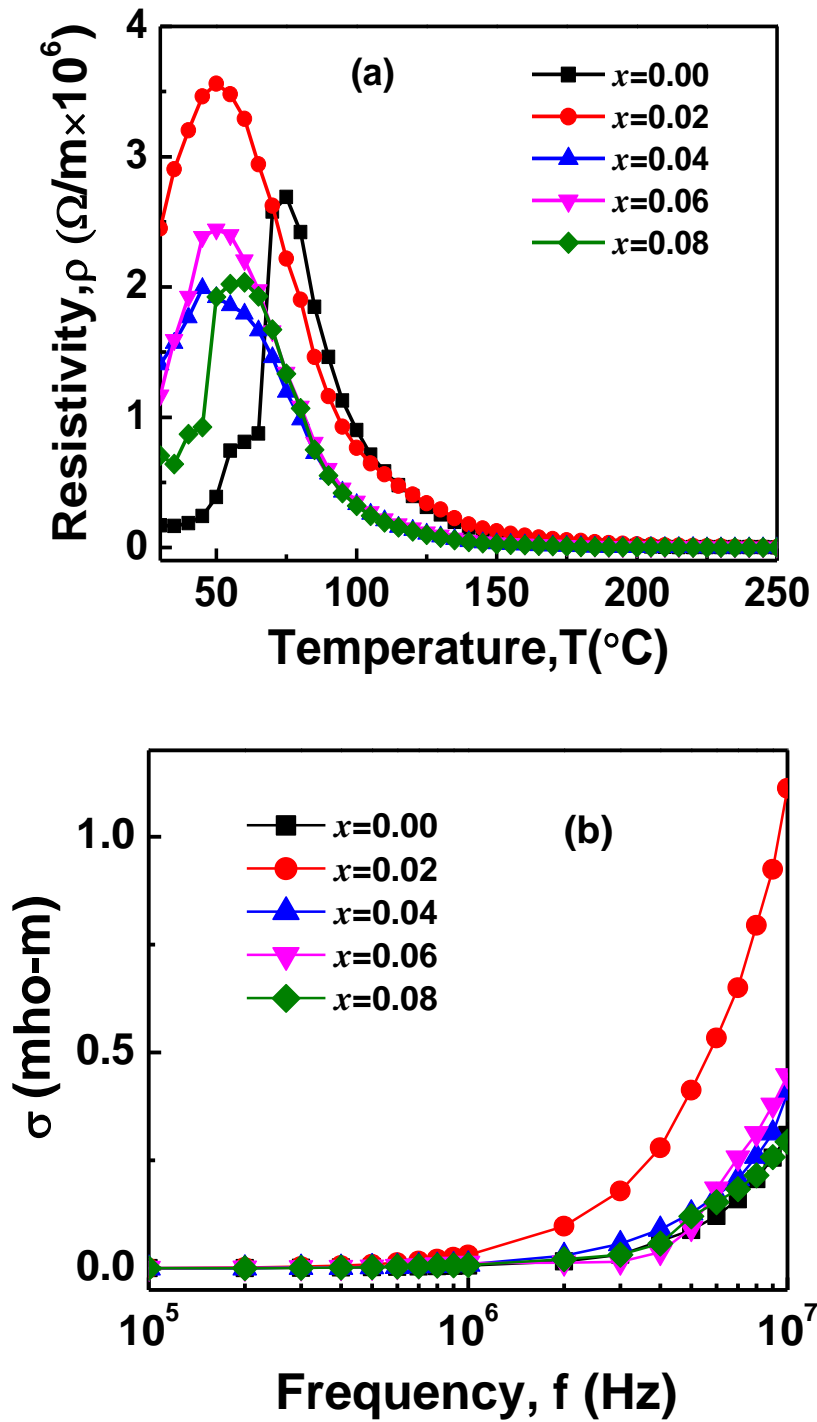 4
3
2
1
0
Resistivity,ρ (Ω/m×10⁶)
(a)
x=0.00
x=0.02
x=0.04
x=0.06
x=0.08
50
100
150
200
250
Temperature,T(°C)
1.0
0.5
0.0
σ (mho-m)
(b)
x=0.00
x=0.02
x=0.04
x=0.06
x=0.08
10⁵
10⁶
10⁷
Frequency, f (Hz)